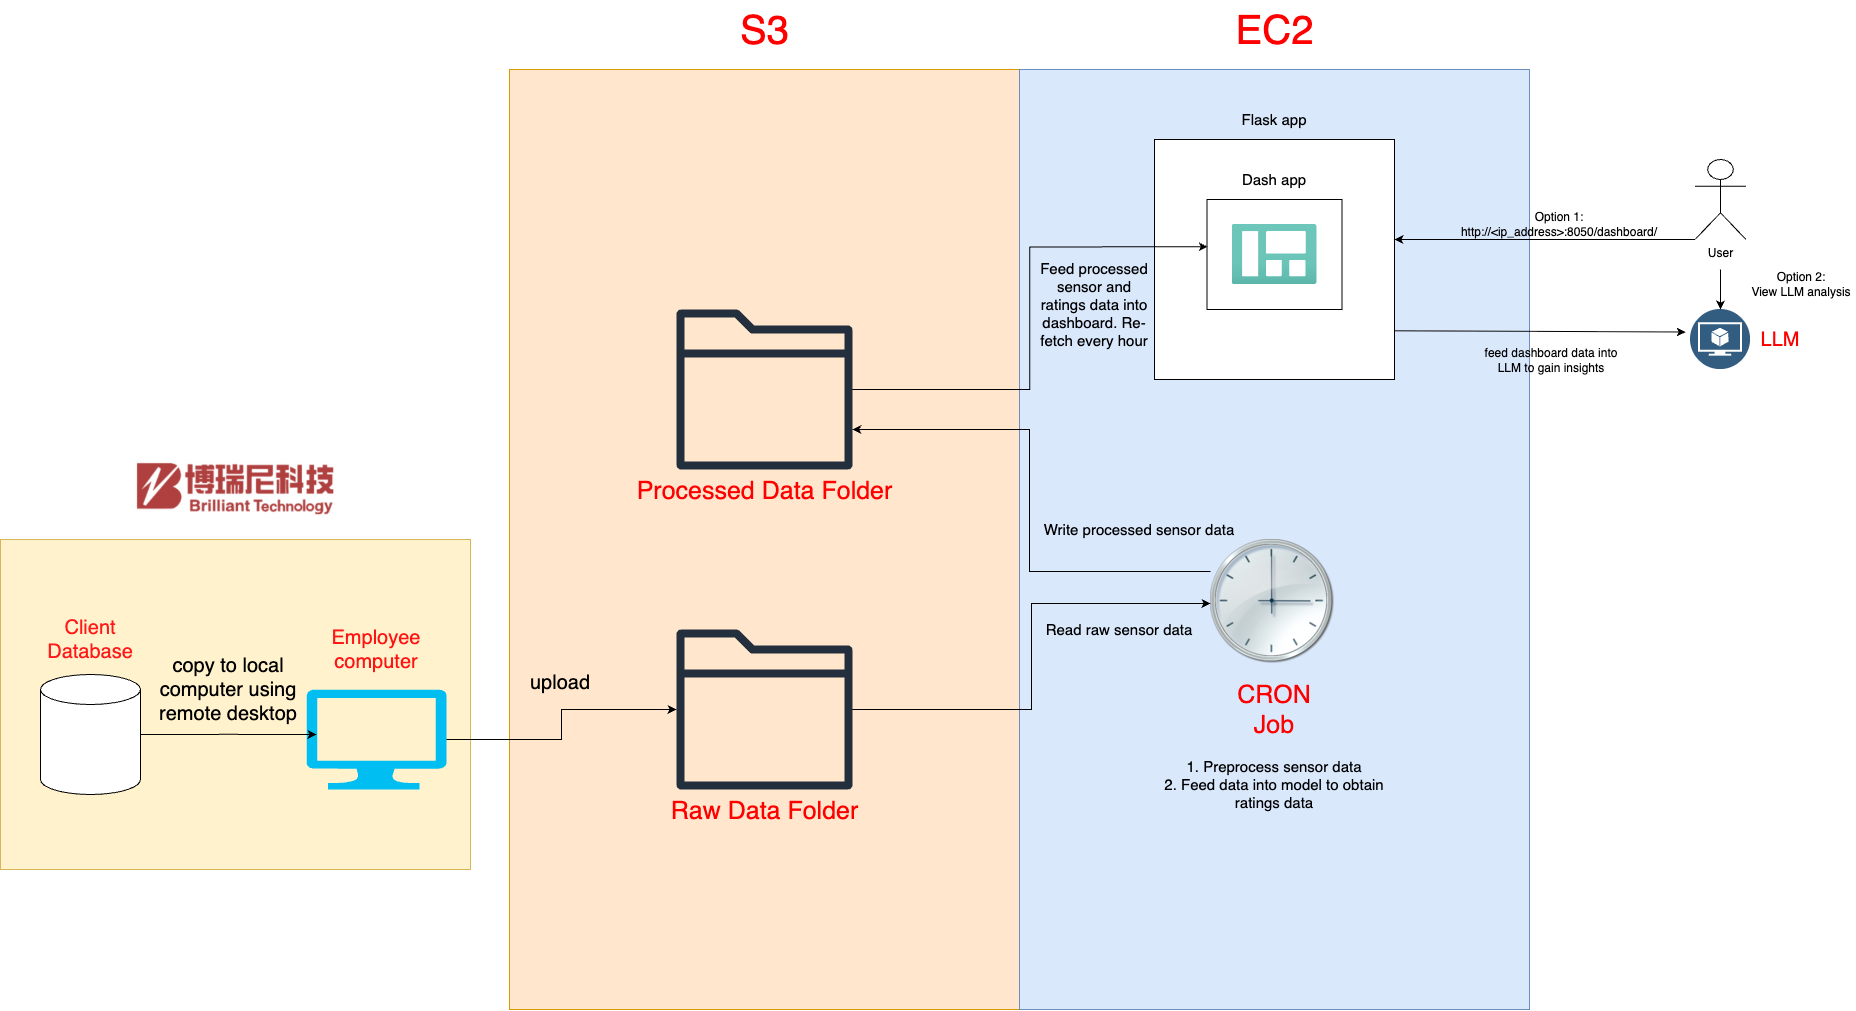 S3
EC2
Flask app
Dash app
Option 1:
http://<ip_address>:8050/dashboard/
User
Option 2:
View LLM analysis
LLM
feed dashboard data into
LLM to gain insights
Feed processed
sensor and
ratings data into
dashboard. Re-
fetch every hour
Processed Data Folder
博瑞尼科技
Brilliant Technology
Write processed sensor data
Client
Database
copy to local
computer using
remote desktop
Employee
computer
upload
Read raw sensor data
Raw Data Folder
CRON
Job
1. Preprocess sensor data
2. Feed data into model to obtain
ratings data